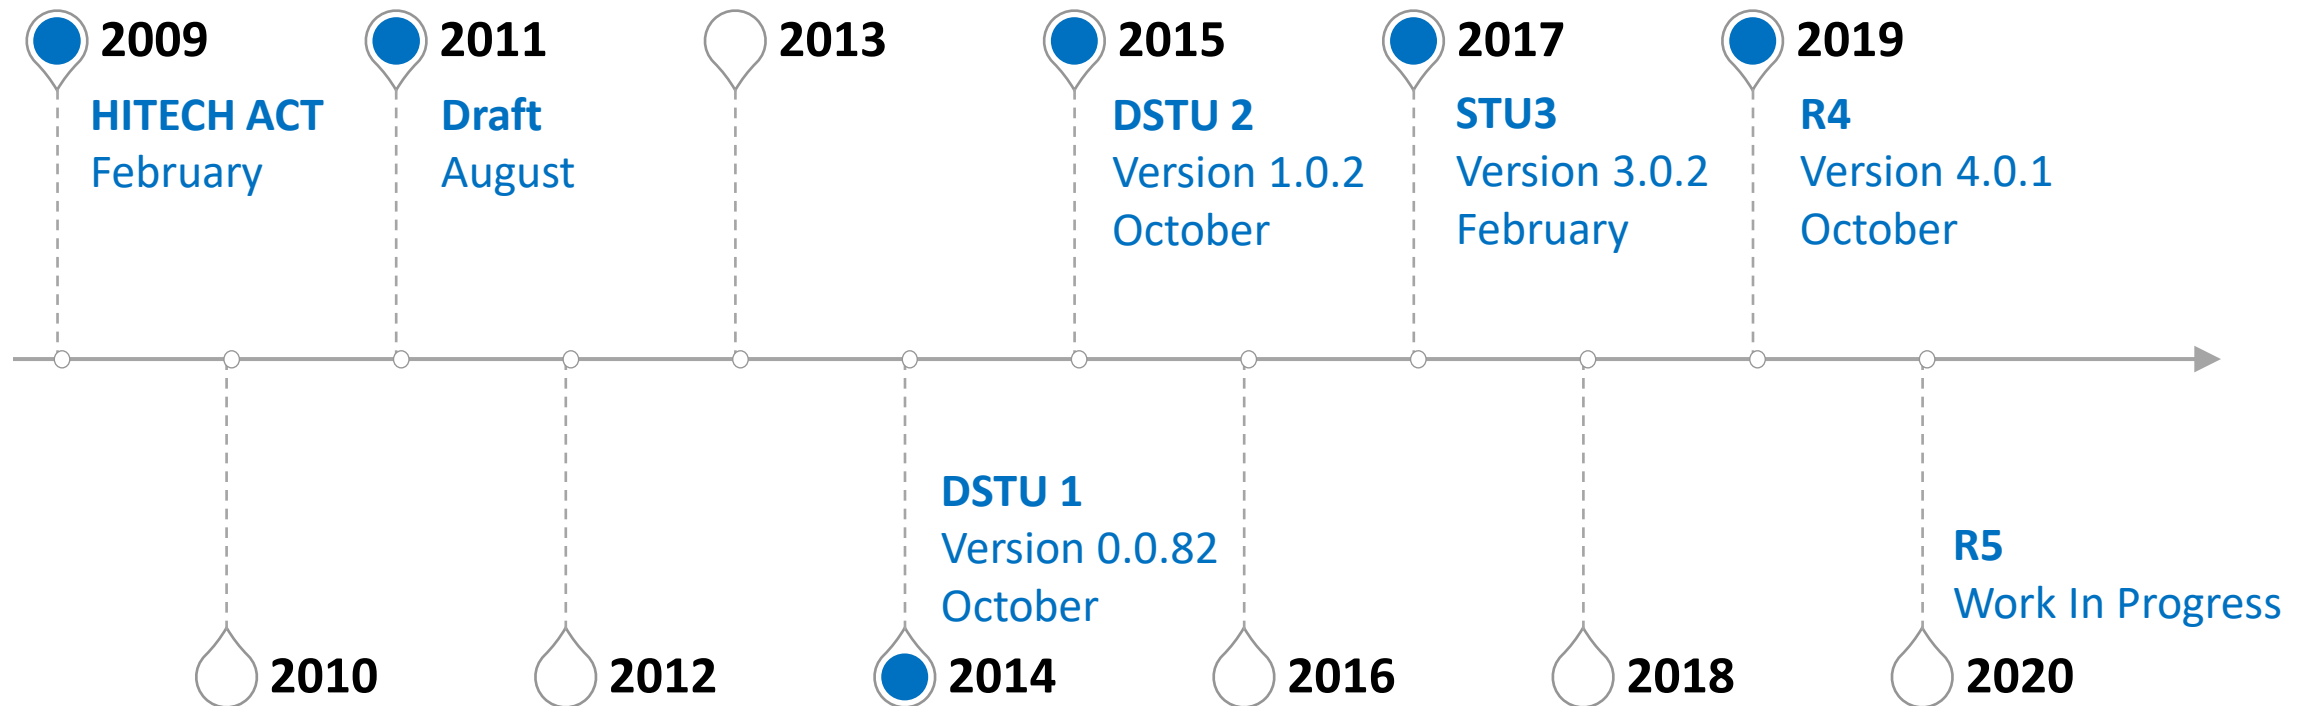 2009
HITECH ACT
February
2011
Draft
August
2013
2015
DSTU 2
Version 1.0.2
October
2017
STU3
Version 3.0.2
February
2019
R4
Version 4.0.1
October
2010
2012
DSTU 1
Version 0.0.82
October
2014
2016
2018
R5
Work In Progress
2020